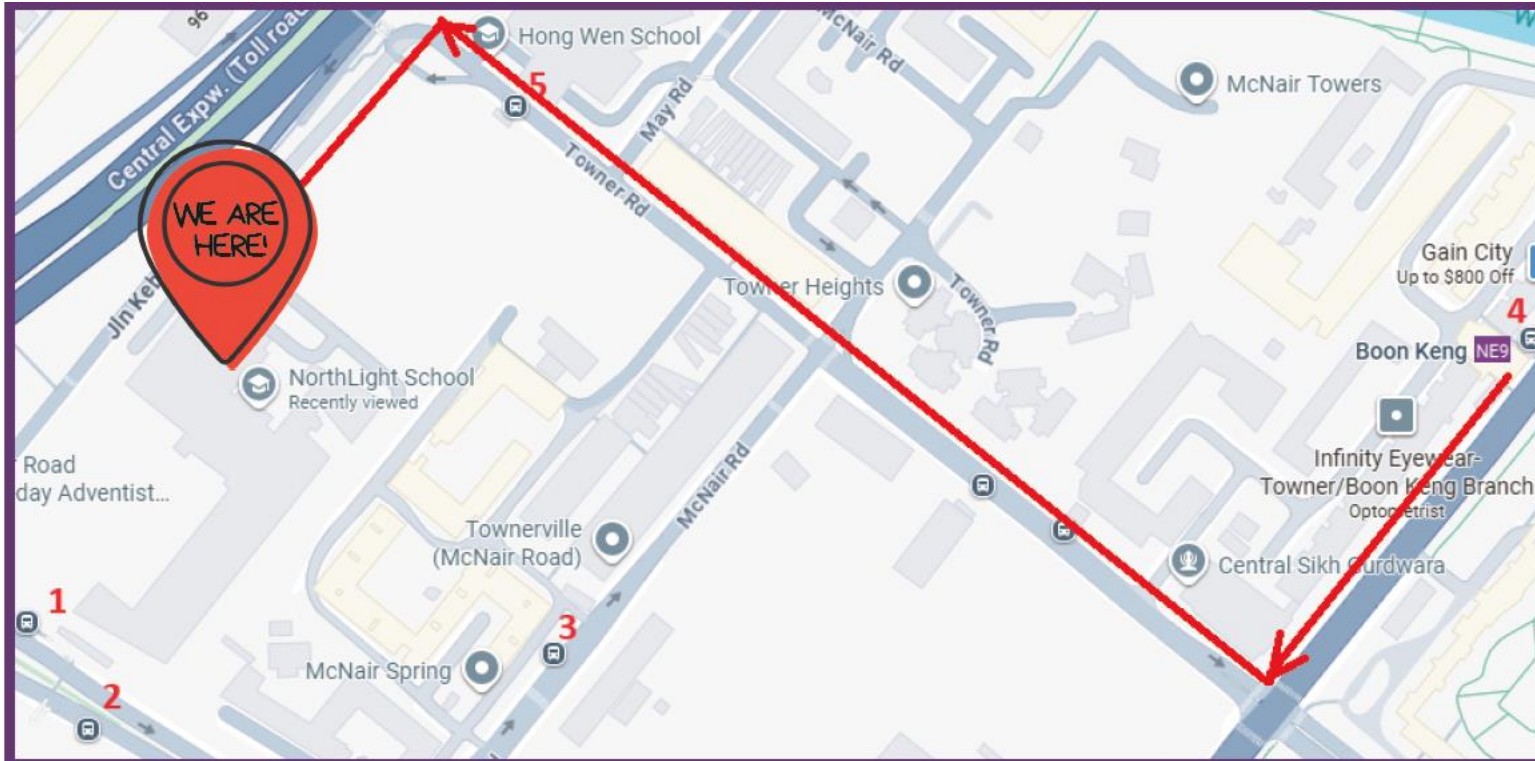 96
Central Expw. (Toll road
Hong Wen School
5
May Rd
McNair Rd
McNair Towers
Towner Rd
WE ARE
HERE!
Jln Keb
Towner Heights
Towner Rd
Gain City
Up to $800 Off
4
Boon Keng NE9
NorthLight School
Recently viewed
Infinity Eyewear-
Towner/Boon Keng Branch
Optometrist
Road
day Adventist...
McNair Rd
Townerville
(McNair Road)
Central Sikh Gurdwara
1
3
McNair Spring
2